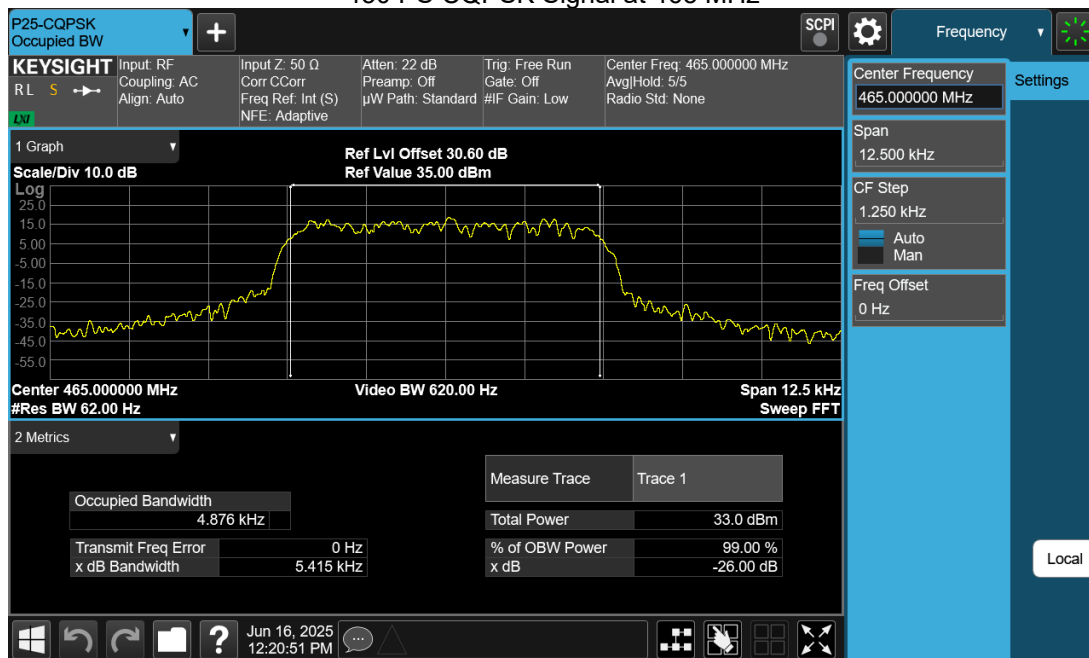 P25-CQPSK
Occupied BW
+
SCPI
Frequency
KEYSIGHT
R L S
LXI
Input: RF
Coupling: AC
Align: Auto
Input Z: 50 Ω
Corr CCorr
Freq Ref: Int (S)
NFE: Adaptive
Atten: 22 dB
Preamp: Off
µW Path: Standard
Trig: Free Run
Gate: Off
#IF Gain: Low
Center Freq: 465.000000 MHz
Avg|Hold: 5/5
Radio Std: None
Center Frequency
465.000000 MHz
Settings
Span
12.500 kHz
CF Step
1.250 kHz
Auto
Man
Freq Offset
0 Hz
Local
1 Graph
Scale/Div 10.0 dB
Ref Lvl Offset 30.60 dB
Ref Value 35.00 dBm
Log
25.0
15.0
5.00
-5.00
-15.0
-25.0
-35.0
-45.0
-55.0
Center 465.000000 MHz
#Res BW 62.00 Hz
Video BW 620.00 Hz
Span 12.5 kHz
Sweep FFT
2 Metrics
Measure Trace Trace 1
Occupied Bandwidth
4.876 kHz
Total Power 33.0 dBm
Transmit Freq Error 0 Hz
% of OBW Power 99.00 %
x dB Bandwidth 5.415 kHz
x dB -26.00 dB
?
Jun 16, 2025
12:20:51 PM